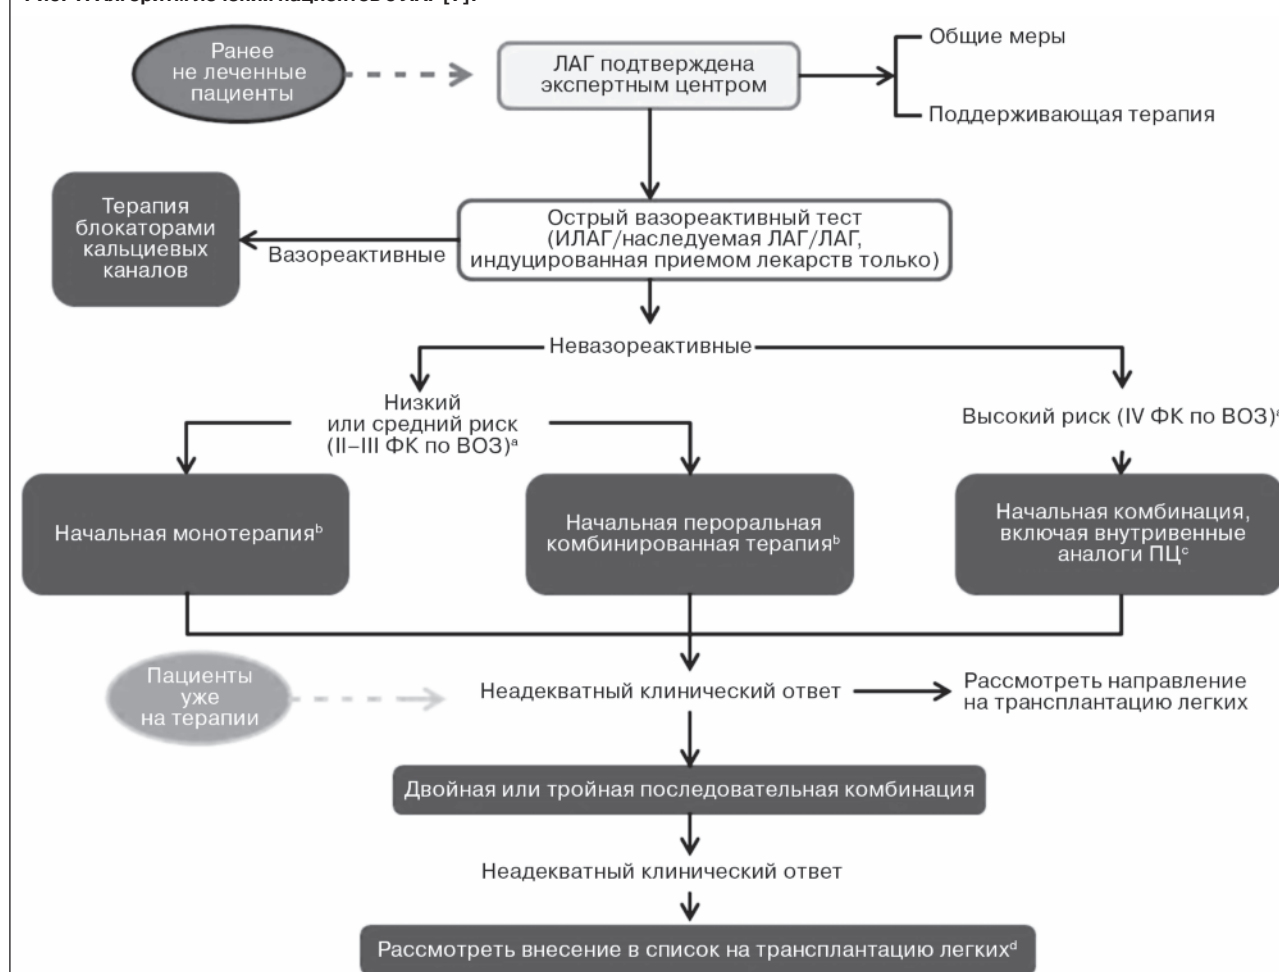 Ранее
не леченные
пациенты
ЛАГ подтверждена
экспертным центром
Общие меры
Поддерживающая терапия
Терапия
блокаторами
кальциевых
каналов
Вазореактивные
Острый вазореактивный тест
(ИЛАГ/наследуемая ЛАГ/ЛАГ,
индуцированная приемом лекарств только)
Невазореактивные
Низкий
или средний риск
(II–III ФК по ВОЗ)ᵃ
Высокий риск (IV ФК по ВОЗ)
Начальная монотерапияᵇ
Начальная пероральная
комбинированная терапияᵇ
Начальная комбинация,
включая внутривенные
аналоги ПЦᶜ
Пациенты
уже
на терапии
Неадекватный клинический ответ
Рассмотреть направление
на трансплантацию легких
Двойная или тройная последовательная комбинация
Неадекватный клинический ответ
Рассмотреть внесение в список на трансплантацию легкихᵈ